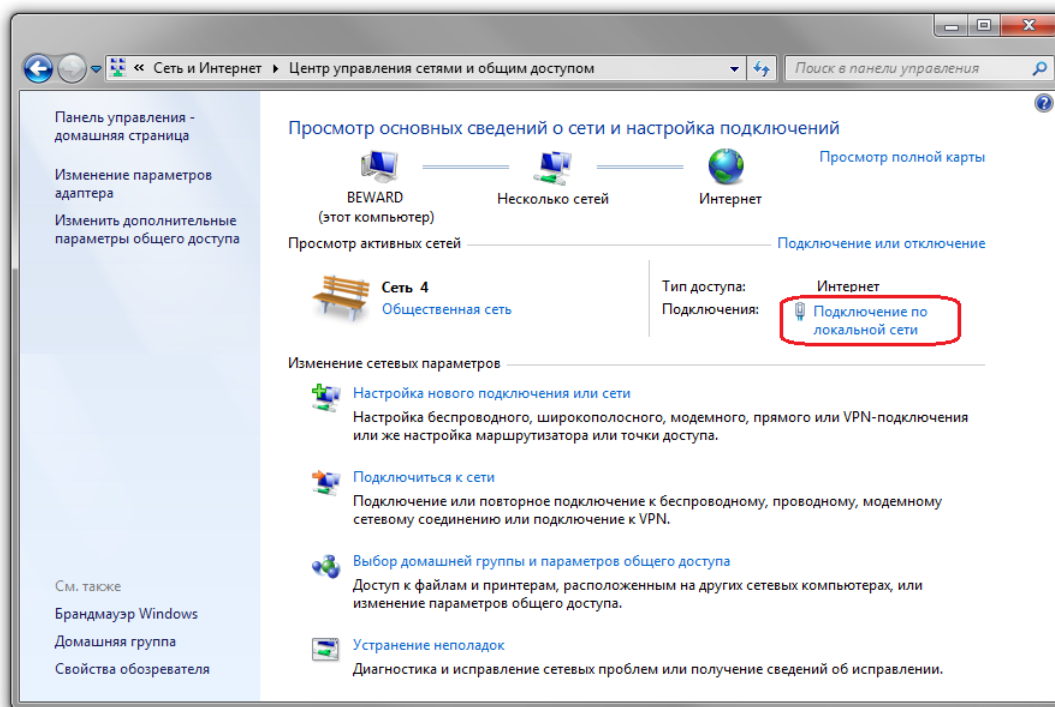 « Сеть и Интернет ▸ Центр управления сетями и общим доступом
Поиск в панели управления
Панель управления -
домашняя страница
Изменение параметров
адаптера
Изменить дополнительные
параметры общего доступа
Просмотр основных сведений о сети и настройка подключений
Просмотр полной карты
BEWARD
(этот компьютер)
Несколько сетей
Интернет
Просмотр активных сетей
Подключение или отключение
Сеть 4
Общественная сеть
Тип доступа: Интернет
Подключения: Подключение по
локальной сети
Изменение сетевых параметров
Настройка нового подключения или сети
Настройка беспроводного, широкополосного, модемного, прямого или VPN-подключения
или же настройка маршрутизатора или точки доступа.
Подключиться к сети
Подключение или повторное подключение к беспроводному, проводному, модемному
сетевому соединению или подключение к VPN.
Выбор домашней группы и параметров общего доступа
Доступ к файлам и принтерам, расположенным на других сетевых компьютерах, или
изменение параметров общего доступа.
Устранение неполадок
Диагностика и исправление сетевых проблем или получение сведений об исправлении.
См. также
Брандмауэр Windows
Домашняя группа
Свойства обозревателя